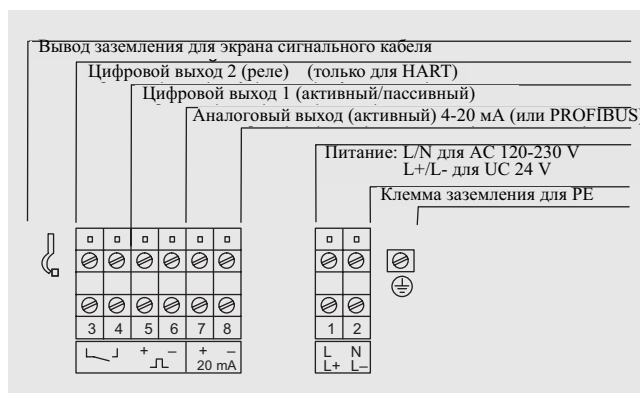 Вывод заземления для экрана сигнального кабеля
Цифровой выход 2 (реле) (только для HART)
Цифровой выход 1 (активный/пассивный)
Аналоговый выход (активный) 4-20 мА (или PROFIBUS)
Питание: L/N для AC 120-230 V
L+/L- для UC 24 V
Клемма заземления для PE
3 4 5 6 7 8 1 2
+ – + – L N
20 mA L+ L–